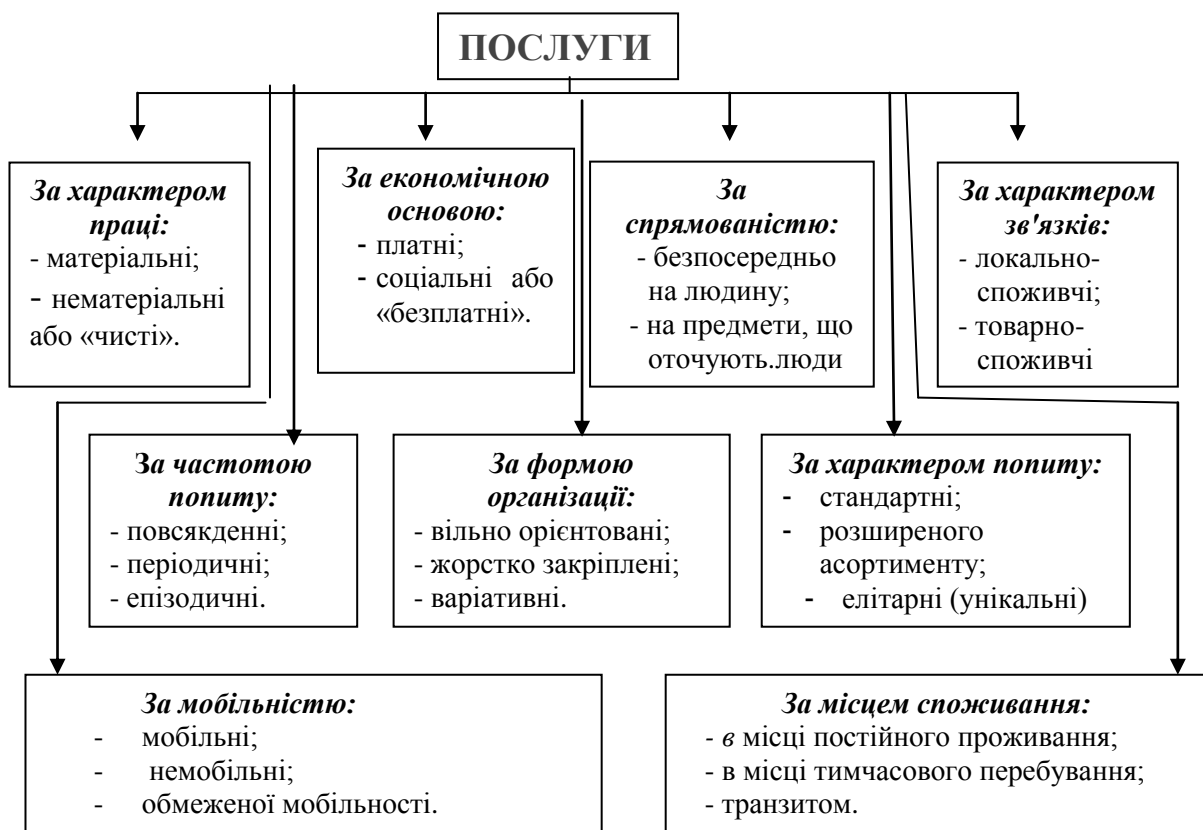 ПОСЛУГИ
За характером
праці:
- матеріальні;
- нематеріальні
або «чисті».
За економічною
основою:
- платні;
- соціальні або
«безплатні».
За
спрямованістю:
- безпосередньо
на людину;
- на предмети, що
оточують.люди
За характером
зв'язків:
- локально-
споживчі;
- товарно-
споживчі
За частотою
попиту:
- повсякденні;
- періодичні;
- епізодичні.
За формою
організації:
- вільно орієнтовані;
- жорстко закріплені;
- варіативні.
За характером попиту:
- стандартні;
- розширеного
асортименту;
- елітарні (унікальні)
За мобільністю:
- мобільні;
- немобільні;
- обмеженої мобільності.
За місцем споживання:
- в місці постійного проживання;
- в місці тимчасового перебування;
- транзитом.